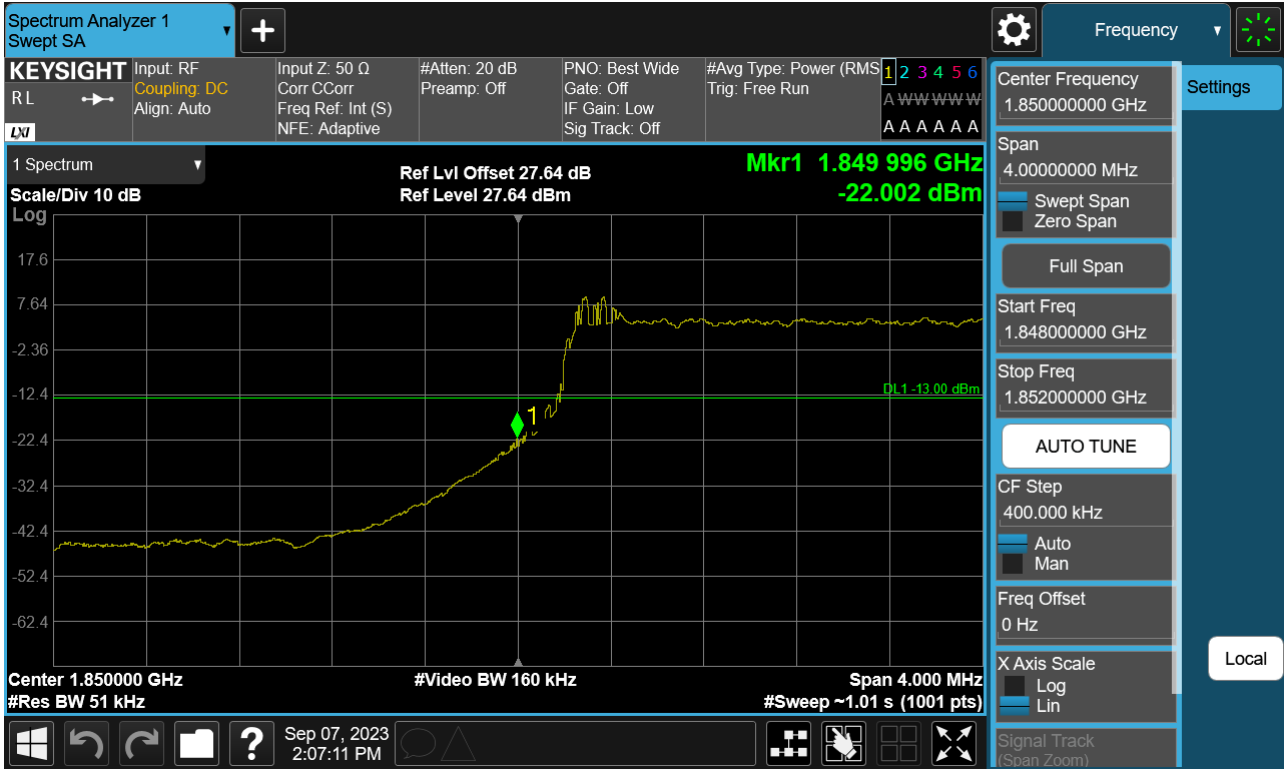 Spectrum Analyzer 1
Swept SA
+
Frequency
KEYSIGHT
R L
LXI
Input: RF
Coupling: DC
Align: Auto
Input Z: 50 Ω
Corr CCorr
Freq Ref: Int (S)
NFE: Adaptive
#Atten: 20 dB
Preamp: Off
PNO: Best Wide
Gate: Off
IF Gain: Low
Sig Track: Off
#Avg Type: Power (RMS
Trig: Free Run
1 2 3 4 5 6
A W W W W W
A A A A A A
1 Spectrum
Scale/Div 10 dB
Log
Ref Lvl Offset 27.64 dB
Ref Level 27.64 dBm
Mkr1 1.849 996 GHz
-22.002 dBm
17.6
7.64
-2.36
-12.4
-22.4
-32.4
-42.4
-52.4
-62.4
DL1 -13.00 dBm
1
Center 1.850000 GHz
#Res BW 51 kHz
#Video BW 160 kHz
Span 4.000 MHz
#Sweep ~1.01 s (1001 pts)
Center Frequency
1.850000000 GHz
Span
4.00000000 MHz
Swept Span
Zero Span
Full Span
Start Freq
1.848000000 GHz
Stop Freq
1.852000000 GHz
AUTO TUNE
CF Step
400.000 kHz
Auto
Man
Freq Offset
0 Hz
X Axis Scale
Log
Lin
Signal Track
(Span Zoom)
Settings
Local
?
Sep 07, 2023
2:07:11 PM